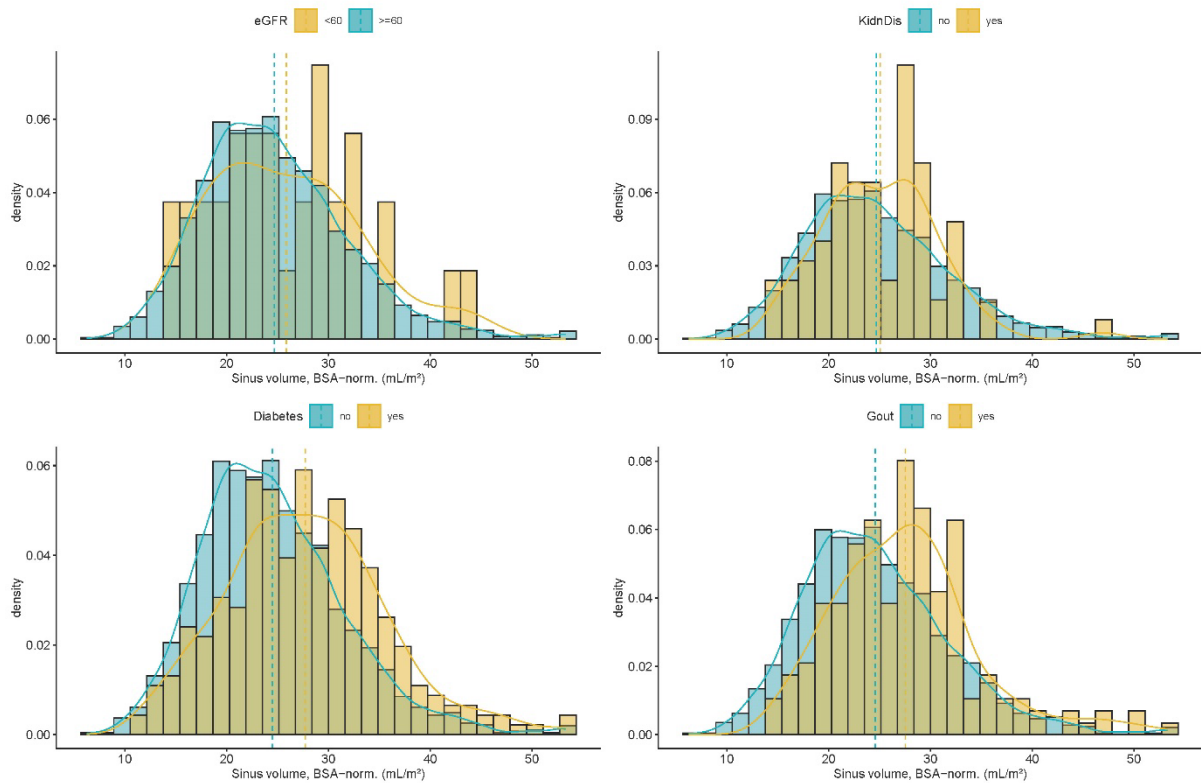 eGFR <60 >=60
KidnDis no yes
density
0.06
0.04
0.02
0.00
10 20 30 40 50
Sinus volume, BSA−norm. (mL/m²)
density
0.09
0.06
0.03
0.00
10 20 30 40 50
Sinus volume, BSA−norm. (mL/m²)
Diabetes no yes
Gout no yes
density
0.06
0.04
0.02
0.00
10 20 30 40 50
Sinus volume, BSA−norm. (mL/m²)
density
0.08
0.06
0.04
0.02
0.00
10 20 30 40 50
Sinus volume, BSA−norm. (mL/m²)